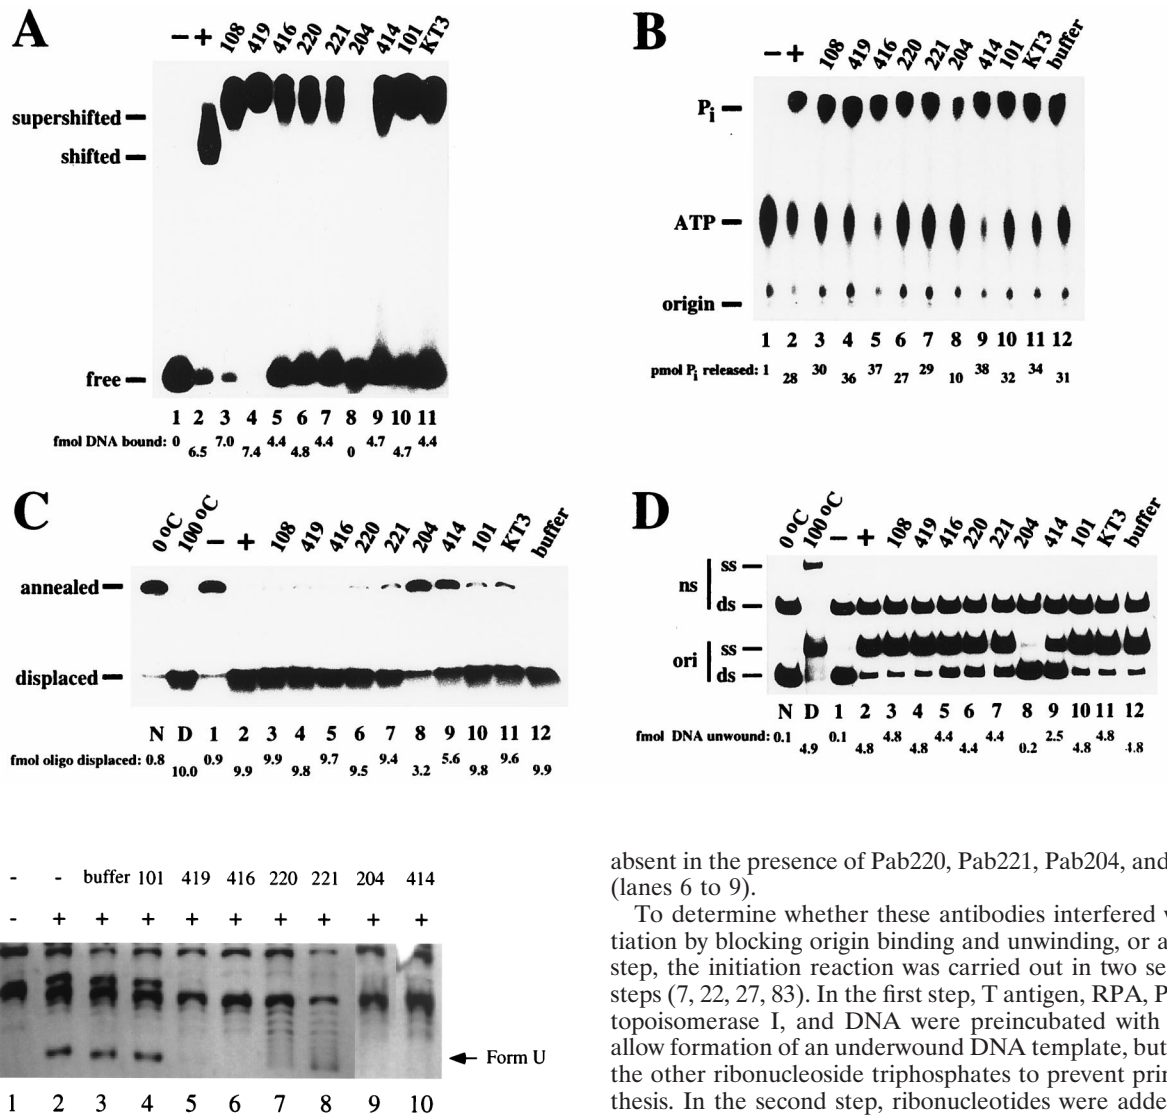 A
− + 108 419 416 220 221 204 414 101 KT3
supershifted
shifted
free
1 2 3 4 5 6 7 8 9 10 11
fmol DNA bound: 0 6.5 7.0 7.4 4.4 4.8 4.4 0 4.7 4.7 4.4
B
− + 108 419 416 220 221 204 414 101 KT3 buffer
Pi
ATP
origin
1 2 3 4 5 6 7 8 9 10 11 12
pmol Pi released: 1 28 30 36 37 27 29 10 38 32 34 31
C
0 oC 100 oC − + 108 419 416 220 221 204 414 101 KT3 buffer
annealed
displaced
N D 1 2 3 4 5 6 7 8 9 10 11 12
fmol oligo displaced: 0.8 10.0 0.9 9.9 9.9 9.8 9.7 9.5 9.4 3.2 5.6 9.8 9.6 9.9
D
0 oC 100 oC − + 108 419 416 220 221 204 414 101 KT3 buffer
ns
ss
ds
ori
ss
ds
N D 1 2 3 4 5 6 7 8 9 10 11 12
fmol DNA unwound: 0.1 4.9 0.1 4.8 4.8 4.8 4.4 4.4 4.4 0.2 2.5 4.8 4.8 4.8
- - buffer 101 419 416 220 221 204 414
- + + + + + + + + +
Form U
1 2 3 4 5 6 7 8 9 10
absent in the presence of Pab220, Pab221, Pab204, and
(lanes 6 to 9).
To determine whether these antibodies interfered
tiation by blocking origin binding and unwinding, or a
step, the initiation reaction was carried out in two se
steps (7, 22, 27, 83). In the first step, T antigen, RPA, P
topoisomerase I, and DNA were preincubated with
allow formation of an underwound DNA template, but
the other ribonucleoside triphosphates to prevent prin
thesis. In the second step, ribonucleotides were adde